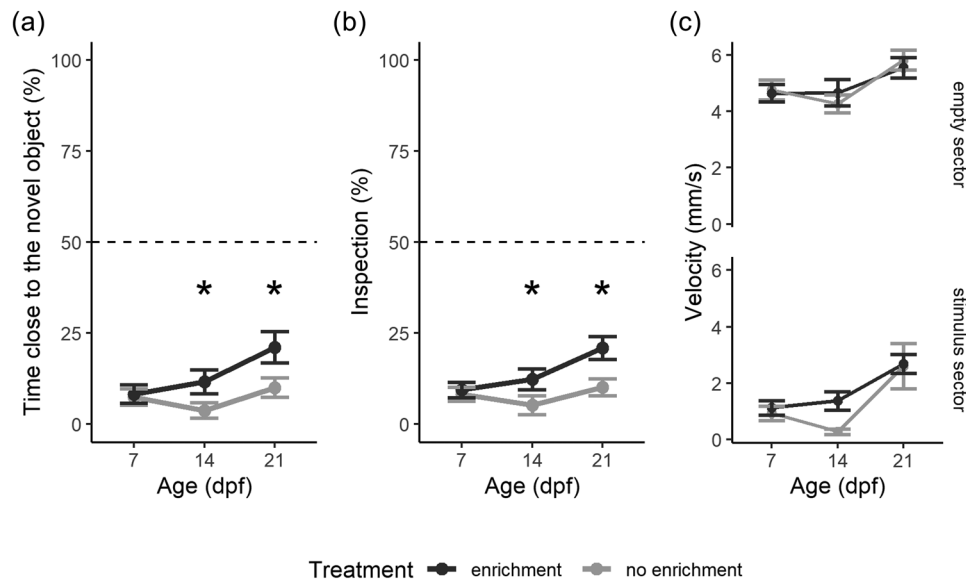 (a)
(b)
(c)
Time close to the novel object (%)
100
75
50
25
0
*
*
7
14
21
Age (dpf)
Inspection (%)
100
75
50
25
0
*
*
7
14
21
Age (dpf)
Velocity (mm/s)
6
4
2
0
empty sector
6
4
2
0
stimulus sector
7
14
21
Age (dpf)
Treatment enrichment no enrichment